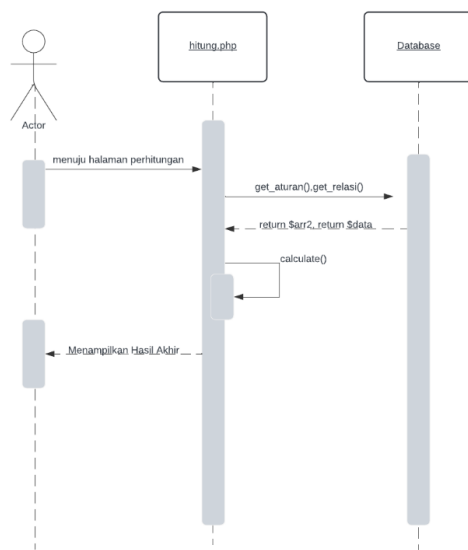 hitung.php
Database
Actor
menuju halaman perhitungan
get_aturan(),get_relasi()
return $arr2, return $data
calculate()
Menampilkan Hasil Akhir